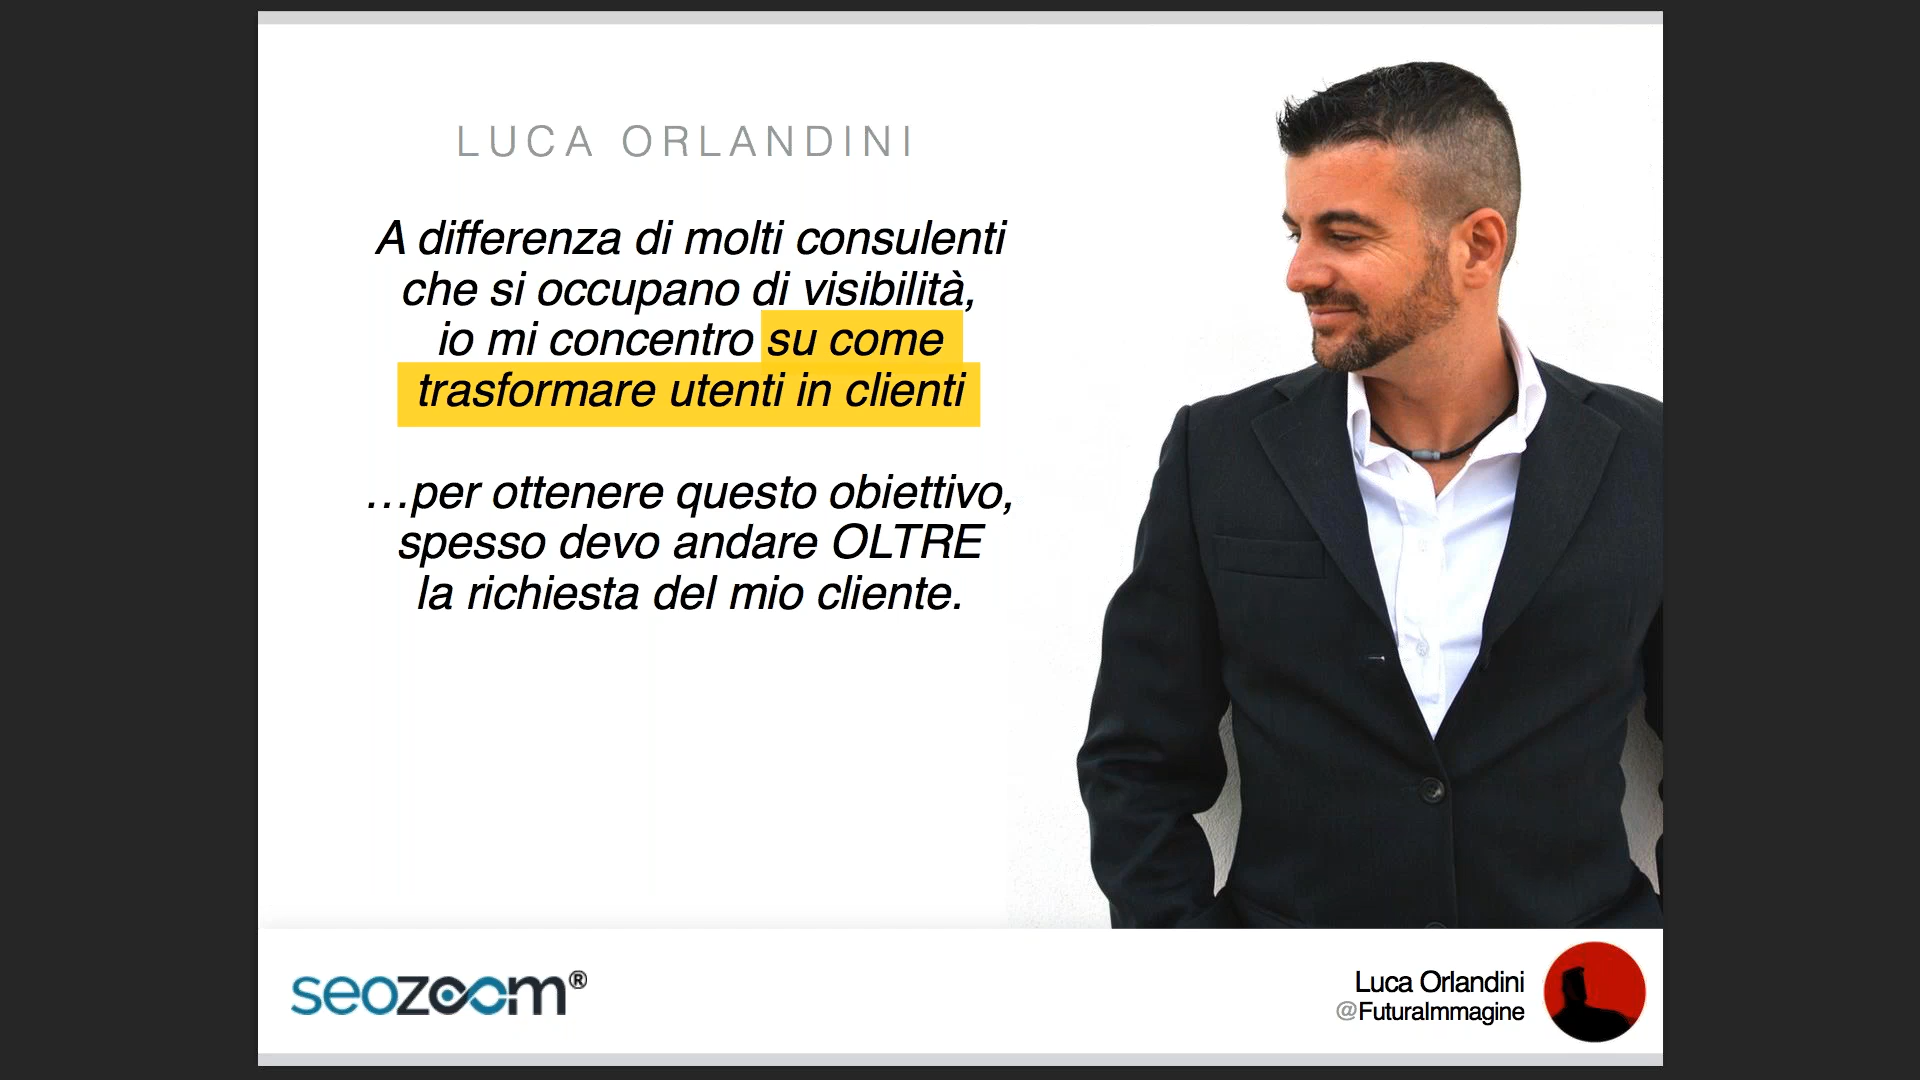 LUCA ORLANDINI
A differenza di molti consulenti
che si occupano di visibilità,
io mi concentro su come
trasformare utenti in clienti
…per ottenere questo obiettivo,
spesso devo andare OLTRE
la richiesta del mio cliente.
seozoom®
Luca Orlandini
@FuturaImmagine